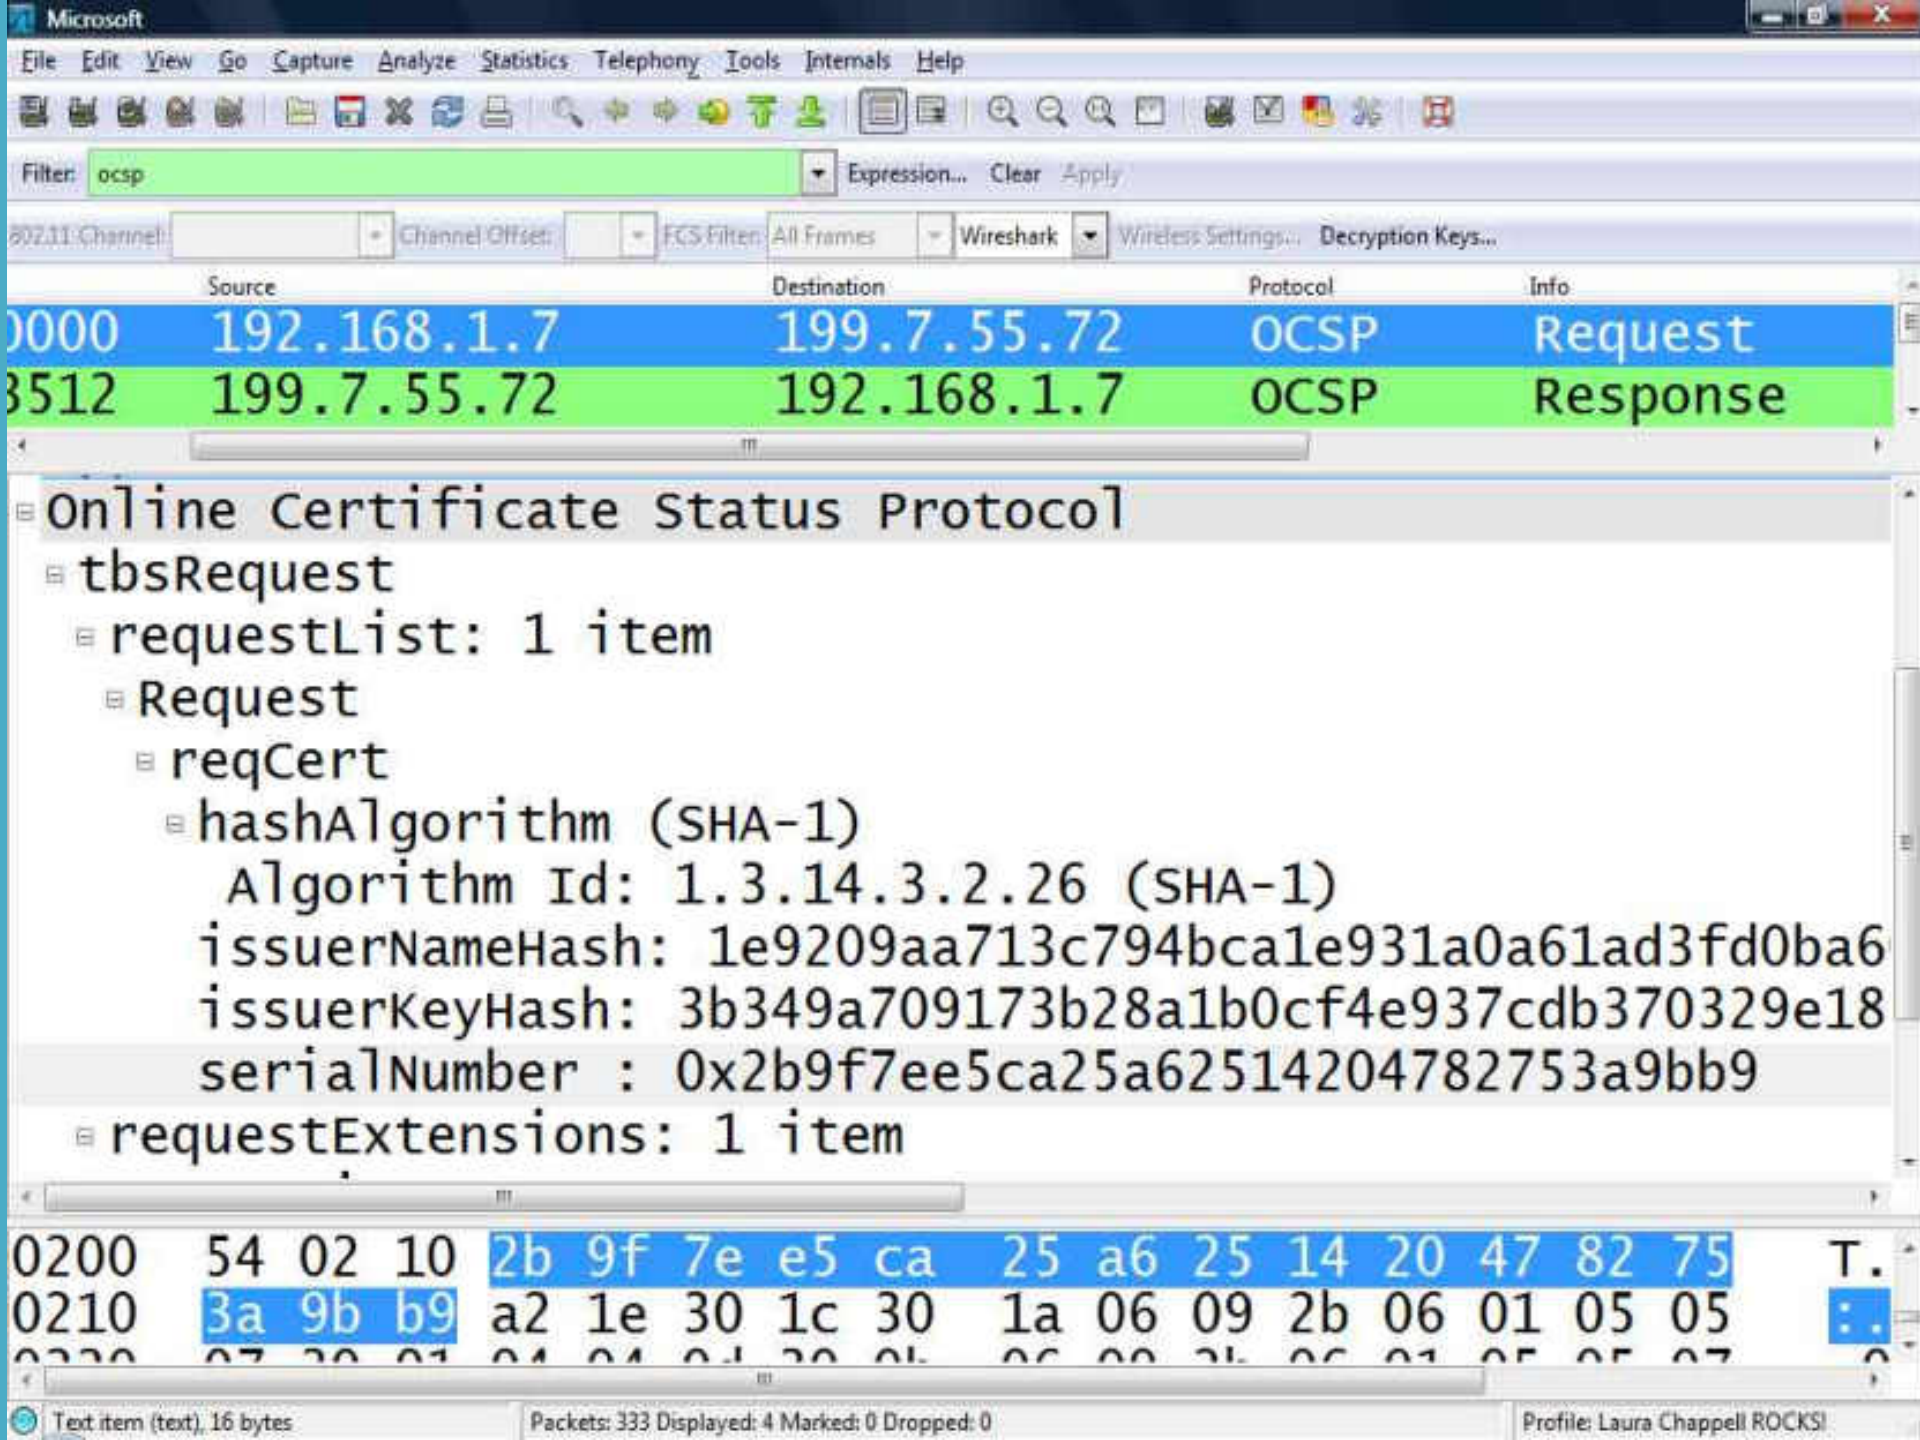 Microsoft
File Edit View Go Capture Analyze Statistics Telephony Tools Internals Help
Filter: ocsp Expression... Clear Apply
802.11 Channel: Channel Offset: FCS Filter: All Frames Wireshark Wireless Settings... Decryption Keys...
Source Destination Protocol Info
0000 192.168.1.7 199.7.55.72 OCSP Request
3512 199.7.55.72 192.168.1.7 OCSP Response
Online Certificate Status Protocol
tbsRequest
requestList: 1 item
Request
reqCert
hashAlgorithm (SHA-1)
Algorithm Id: 1.3.14.3.2.26 (SHA-1)
issuerNameHash: 1e9209aa713c794bca1e931a0a61ad3fd0ba6
issuerKeyHash: 3b349a709173b28a1b0cf4e937cdb370329e18
serialNumber : 0x2b9f7ee5ca25a62514204782753a9bb9
requestExtensions: 1 item
0200 54 02 10 2b 9f 7e e5 ca 25 a6 25 14 20 47 82 75 T.
0210 3a 9b b9 a2 1e 30 1c 30 1a 06 09 2b 06 01 05 05 :.
Text item (text), 16 bytes Packets: 333 Displayed: 4 Marked: 0 Dropped: 0 Profile: Laura Chappell ROCKS!